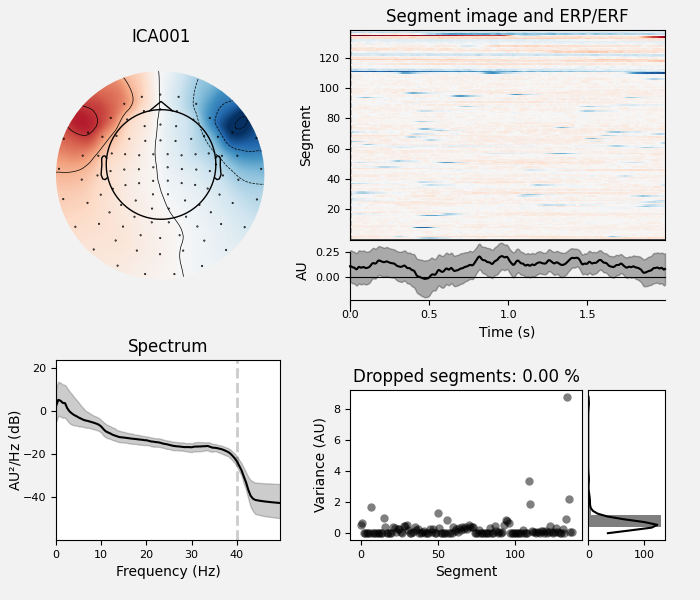 ICA001
Segment image and ERP/ERF
Segment
120
100
80
60
40
20
AU
0.25
0.00
0.0 0.5 1.0 1.5
Time (s)
Spectrum
AU²/Hz (dB)
20
0
−20
−40
0 10 20 30 40
Frequency (Hz)
Dropped segments: 0.00 %
Variance (AU)
8
6
4
2
0
0 50 100
Segment
0 100